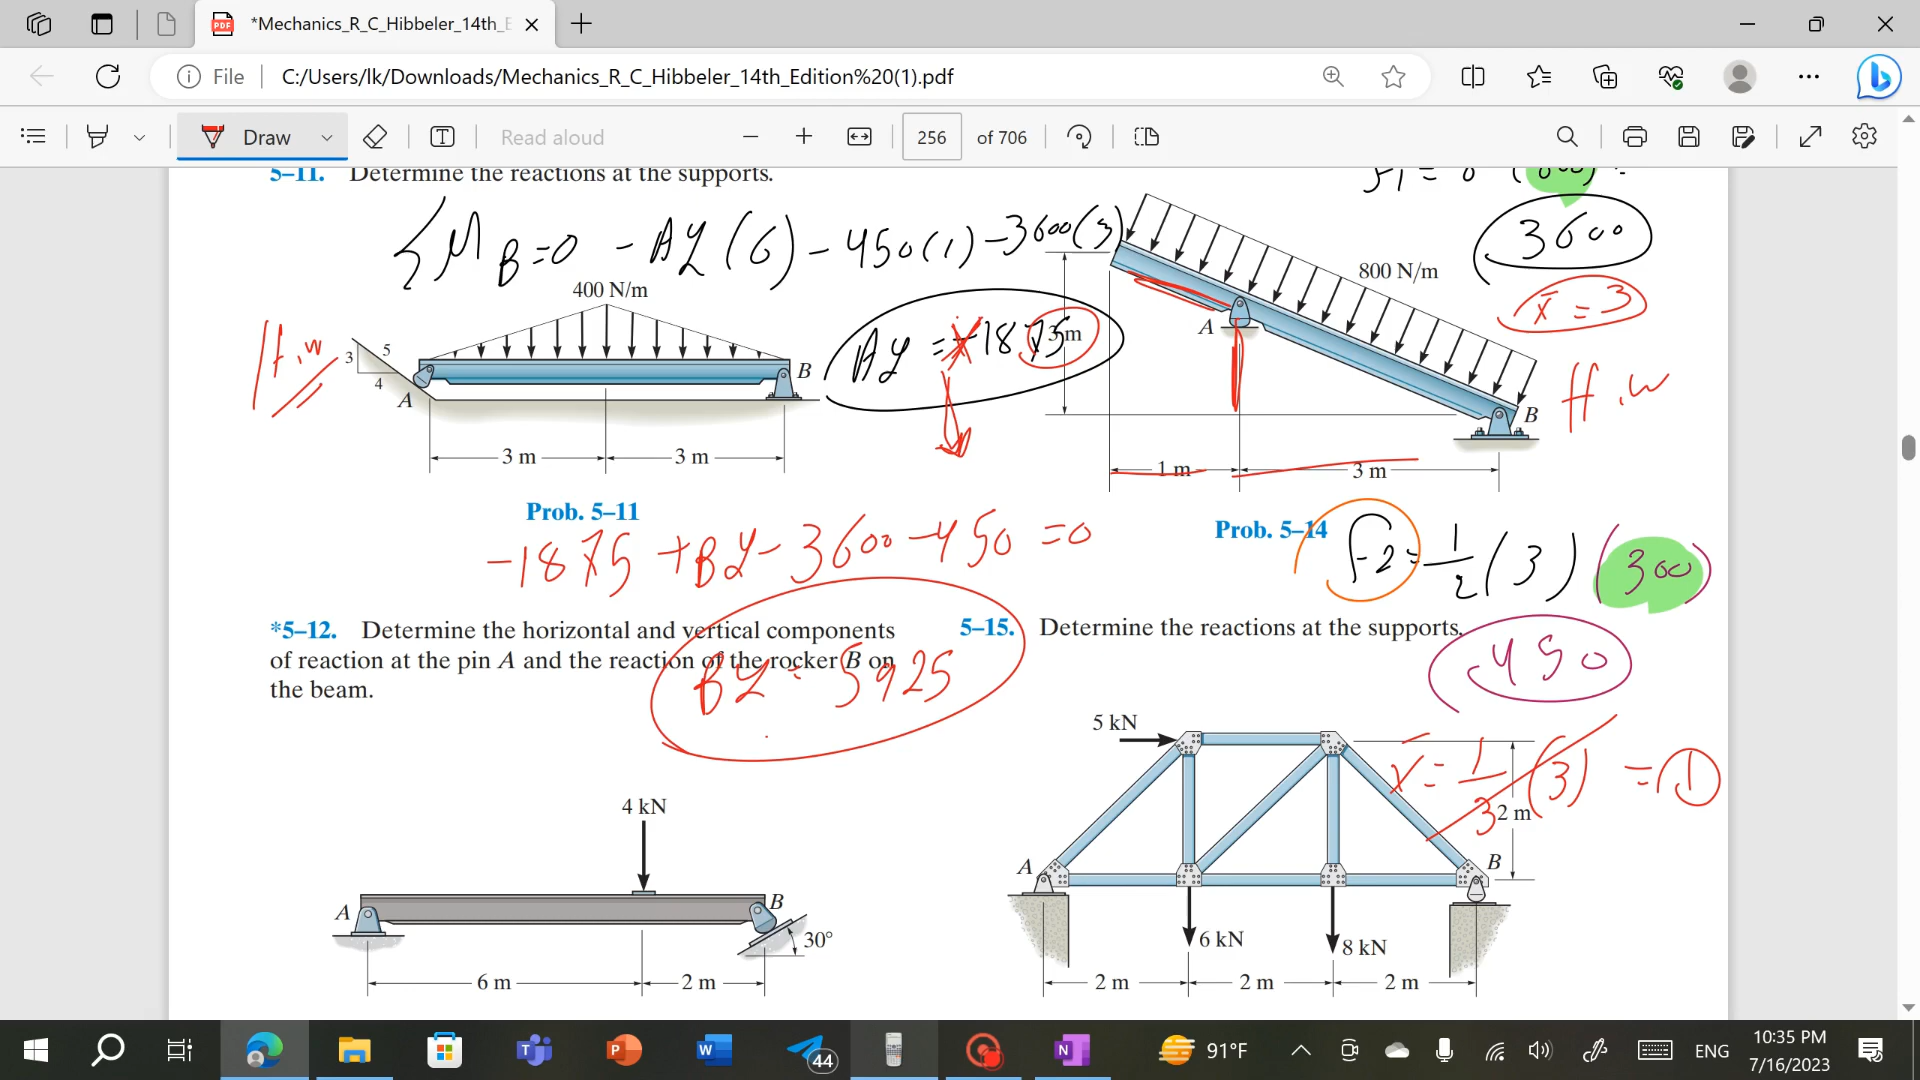 *Mechanics_R_C_Hibbeler_14th_E
File
C:/Users/lk/Downloads/Mechanics_R_C_Hibbeler_14th_Edition%20(1).pdf
Draw
Read aloud
256
of 706
5–11. Determine the reactions at the supports.
ΣM B=0 - Ay (6) - 450(1) - 3600(3)
3600
x̄ = 3
400 N/m
800 N/m
H.w
3
5
4
A
B
Ay = -1875
3 m
A
B
H.w
3 m
3 m
1 m
3 m
Prob. 5–11
Prob. 5–14
F2 = 1/2 (3) (300)
-1875 + By - 3600 - 450 = 0
450
*5–12. Determine the horizontal and vertical components
of reaction at the pin A and the reaction of the rocker B on
the beam.
By = 5925
5–15. Determine the reactions at the supports.
x̄ = 1/3 (3) = 1
4 kN
A
B
30°
6 m
2 m
5 kN
2 m
A
B
6 kN
8 kN
2 m
2 m
2 m
44
91°F
ENG
10:35 PM
7/16/2023